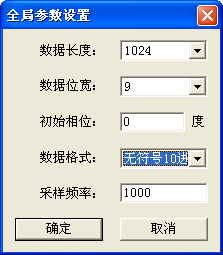 全局参数设置
数据长度： 1024
数据位宽： 9
初始相位： 0 度
数据格式： 无符号10进
采样频率： 1000
确定 取消